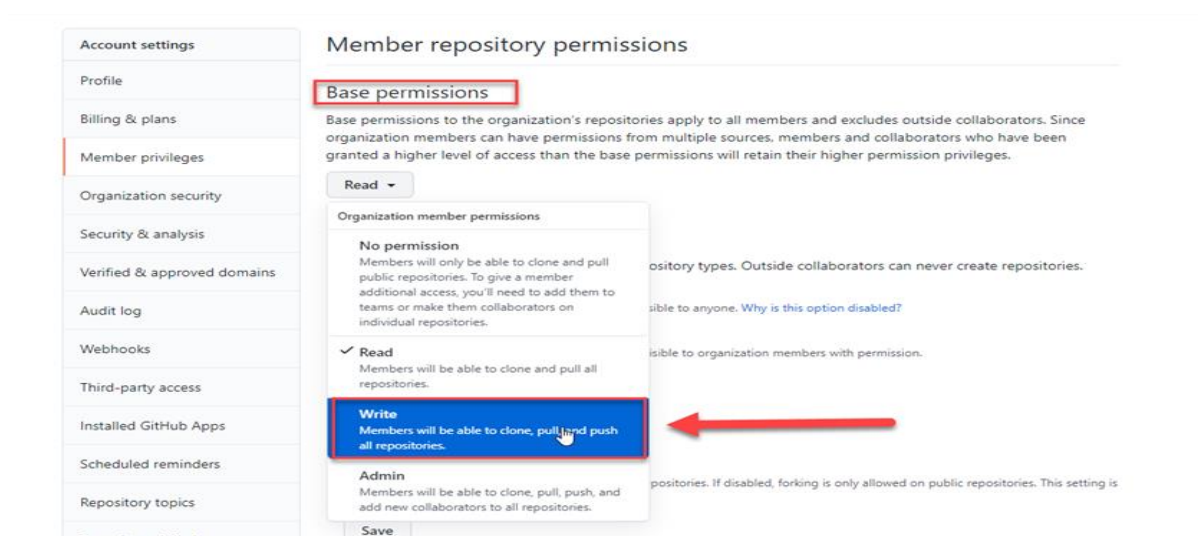 Account settings
Profile
Billing & plans
Member privileges
Organization security
Security & analysis
Verified & approved domains
Audit log
Webhooks
Third-party access
Installed GitHub Apps
Scheduled reminders
Repository topics
Member repository permissions
Base permissions
Base permissions to the organization's repositories apply to all members and excludes outside collaborators. Since
organization members can have permissions from multiple sources, members and collaborators who have been
granted a higher level of access than the base permissions will retain their higher permission privileges.
Read
Organization member permissions
No permission
Members will only be able to clone and pull
public repositories. To give a member
additional access, you'll need to add them to
teams or make them collaborators on
individual repositories.
Read
Members will be able to clone and pull all
repositories.
Write
Members will be able to clone, pull, and push
all repositories.
Admin
Members will be able to clone, pull, push, and
add new collaborators to all repositories.
ository types. Outside collaborators can never create repositories.
sible to anyone. Why is this option disabled?
isible to organization members with permission.
positories. If disabled, forking is only allowed on public repositories. This setting is
Save